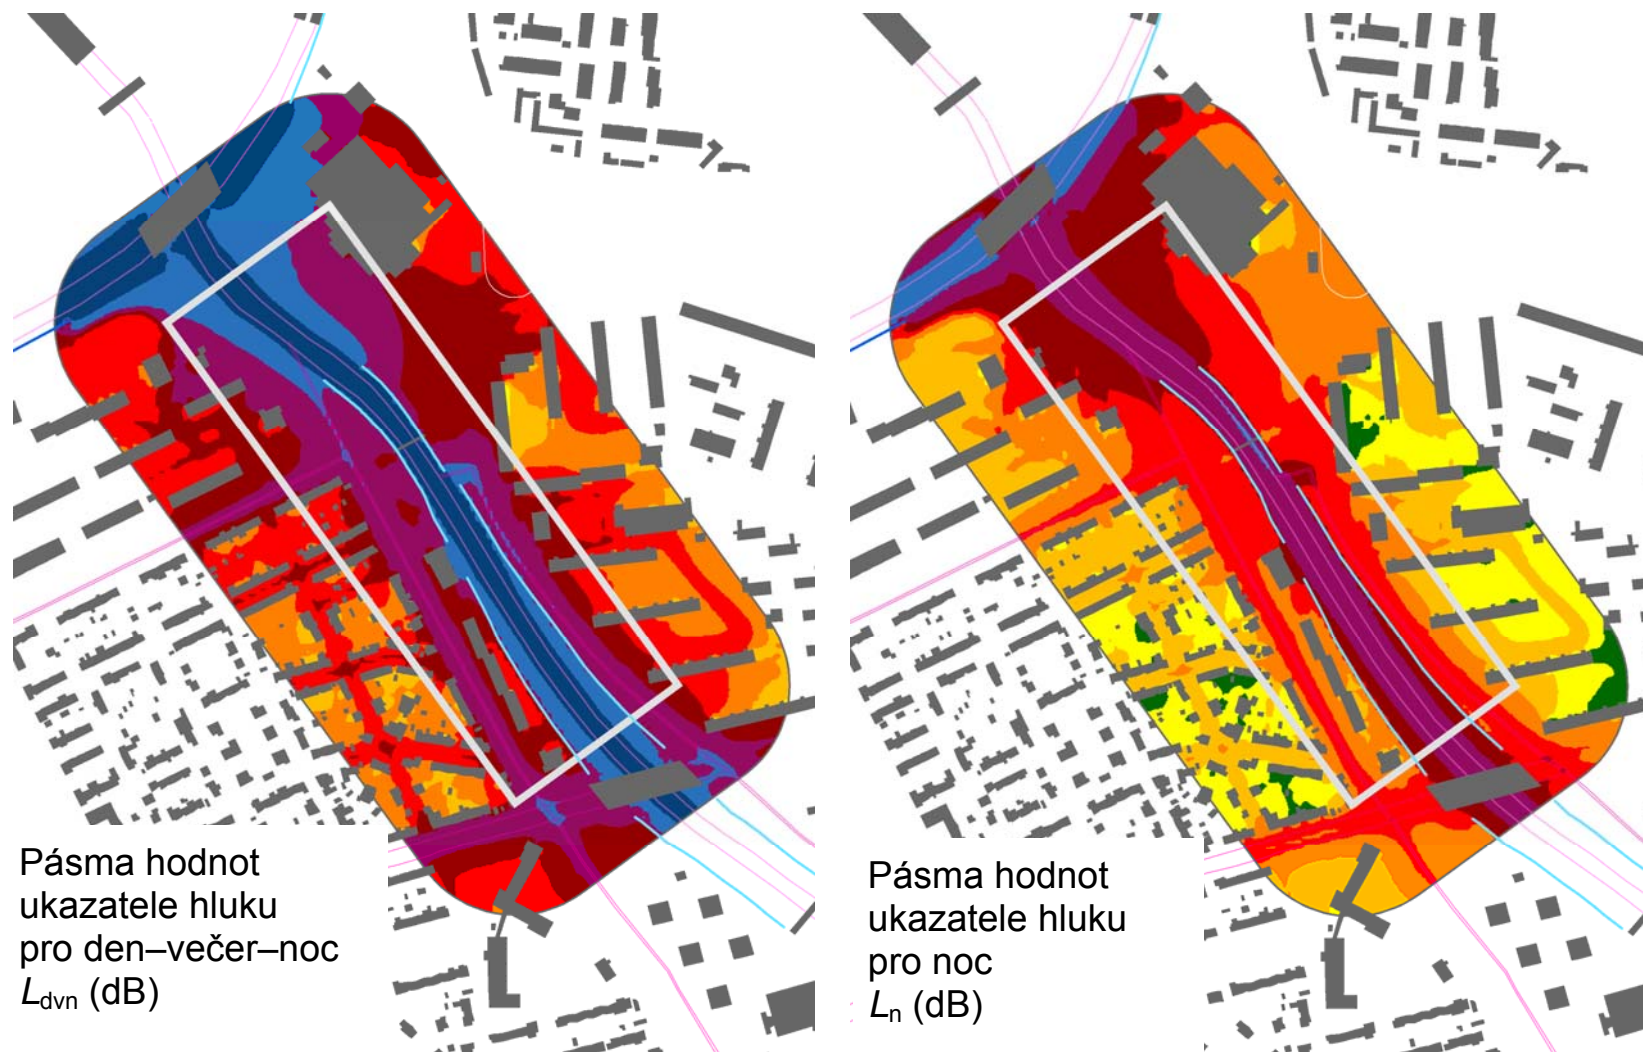 Pásma hodnot
ukazatele hluku
pro den–večer–noc
Ldvn (dB)
Pásma hodnot
ukazatele hluku
pro noc
Ln (dB)